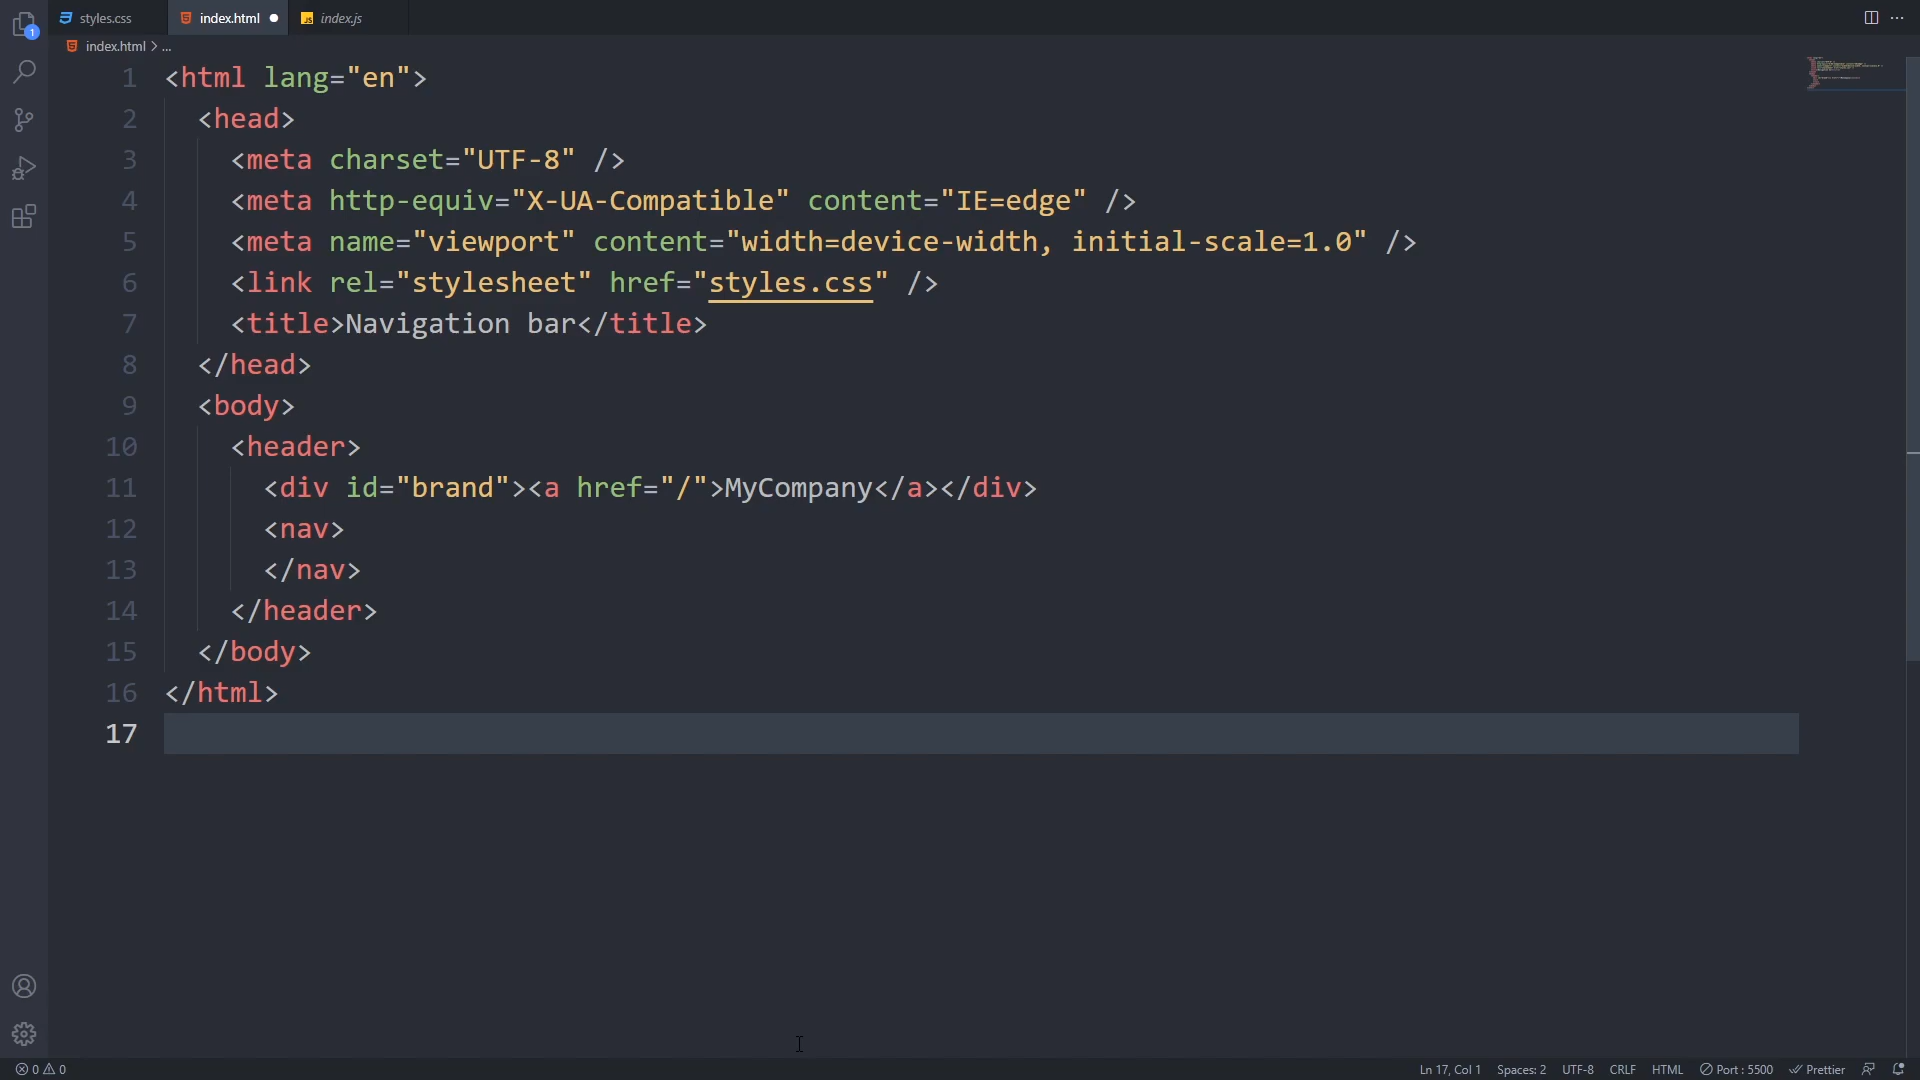 styles.css index.html index.js
index.html > ...
1 <html lang="en">
2 <head>
3 <meta charset="UTF-8" />
4 <meta http-equiv="X-UA-Compatible" content="IE=edge" />
5 <meta name="viewport" content="width=device-width, initial-scale=1.0" />
6 <link rel="stylesheet" href="styles.css" />
7 <title>Navigation bar</title>
8 </head>
9 <body>
10 <header>
11 <div id="brand"><a href="/">MyCompany</a></div>
12 <nav>
13 </nav>
14 </header>
15 </body>
16 </html>
17
1
0 0 Ln 17, Col 1 Spaces: 2 UTF-8 CRLF HTML Port : 5500 Prettier